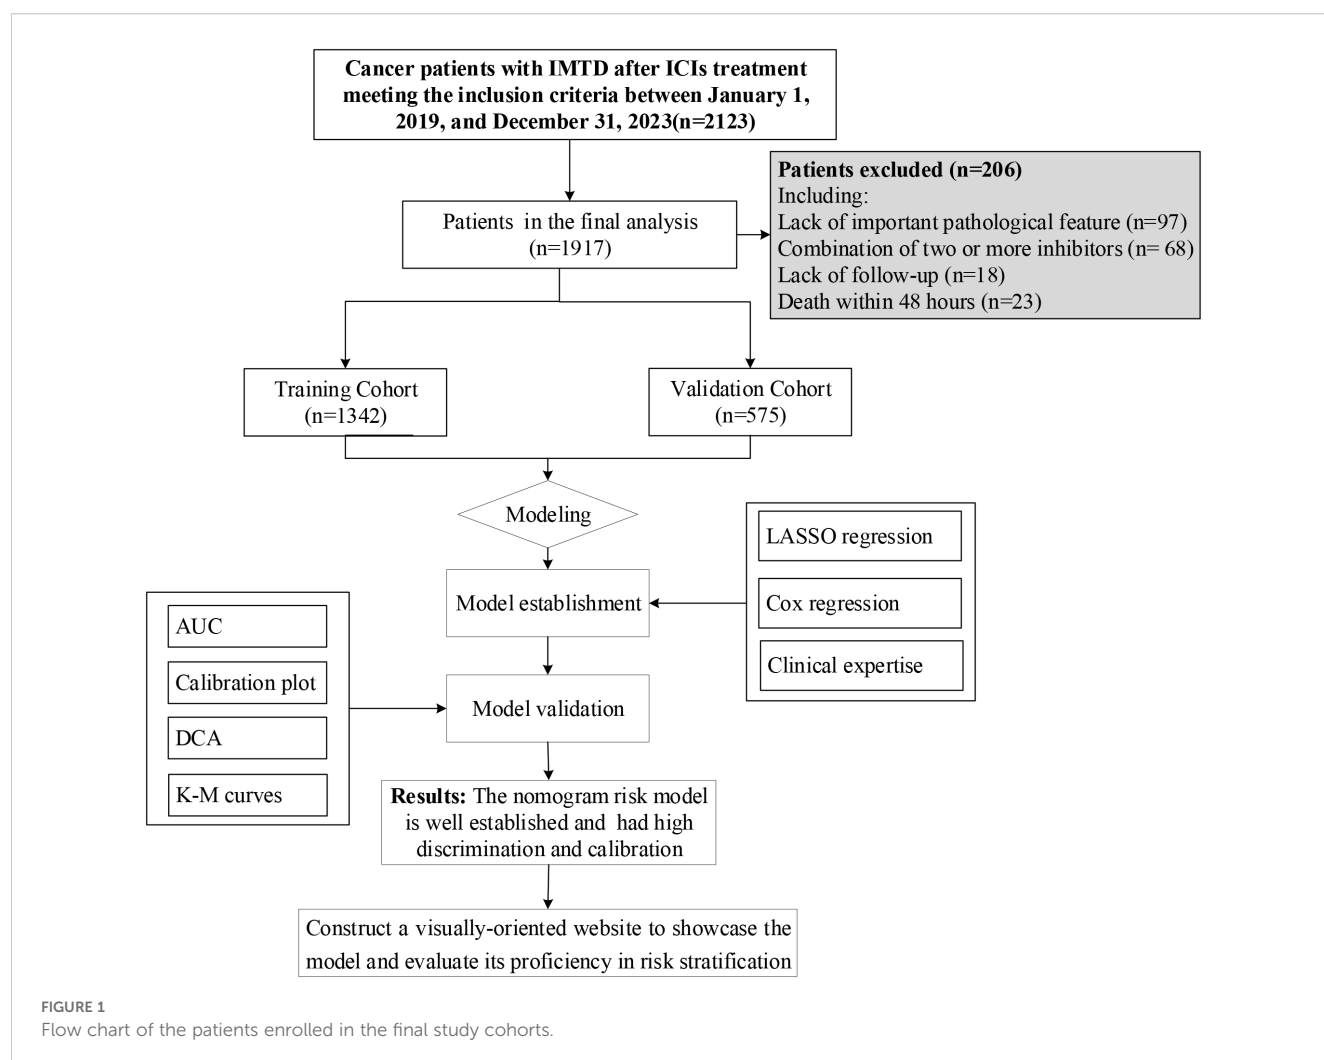 Cancer patients with IMTD after ICIs treatment
meeting the inclusion criteria between January 1,
2019, and December 31, 2023(n=2123)
Patients excluded (n=206)
Including:
Lack of important pathological feature (n=97)
Combination of two or more inhibitors (n= 68)
Lack of follow-up (n=18)
Death within 48 hours (n=23)
Patients in the final analysis
(n=1917)
Training Cohort
(n=1342)
Validation Cohort
(n=575)
Modeling
LASSO regression
Cox regression
Clinical expertise
Model establishment
AUC
Calibration plot
DCA
K-M curves
Model validation
Results: The nomogram risk model
is well established and had high
discrimination and calibration
Construct a visually-oriented website to showcase the
model and evaluate its proficiency in risk stratification
FIGURE 1
Flow chart of the patients enrolled in the final study cohorts.